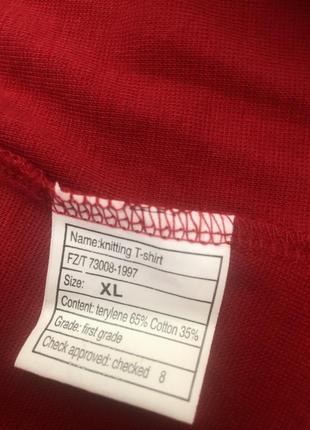 Name:knitting T-shirt
FZ/T 73008-1997
Size: XL
Content: terylene 65% Cotton 35%
Grade: first grade
Check approved: checked 8